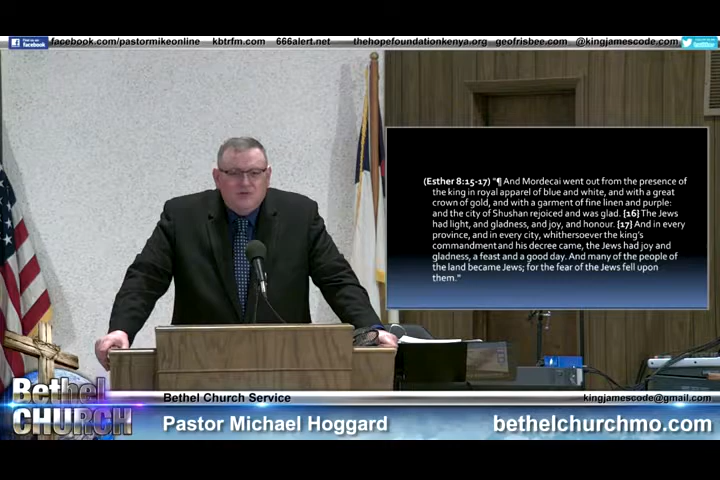 Find us on facebook
facebook.com/pastormikeonline kbtrfm.com 666alert.net thehopefoundationkenya.org geofrisbee.com @kingjamescode.com
(Esther 8:15-17) "¶ And Mordecai went out from the presence of
the king in royal apparel of blue and white, and with a great
crown of gold, and with a garment of fine linen and purple:
and the city of Shushan rejoiced and was glad. [16] The Jews
had light, and gladness, and joy, and honour. [17] And in every
province, and in every city, whithersoever the king's
commandment and his decree came, the Jews had joy and
gladness, a feast and a good day. And many of the people of
the land became Jews; for the fear of the Jews fell upon
them."
Bethel
CHURCH
Bethel Church Service
kingjamescode@gmail.com
Pastor Michael Hoggard
bethelchurchmo.com